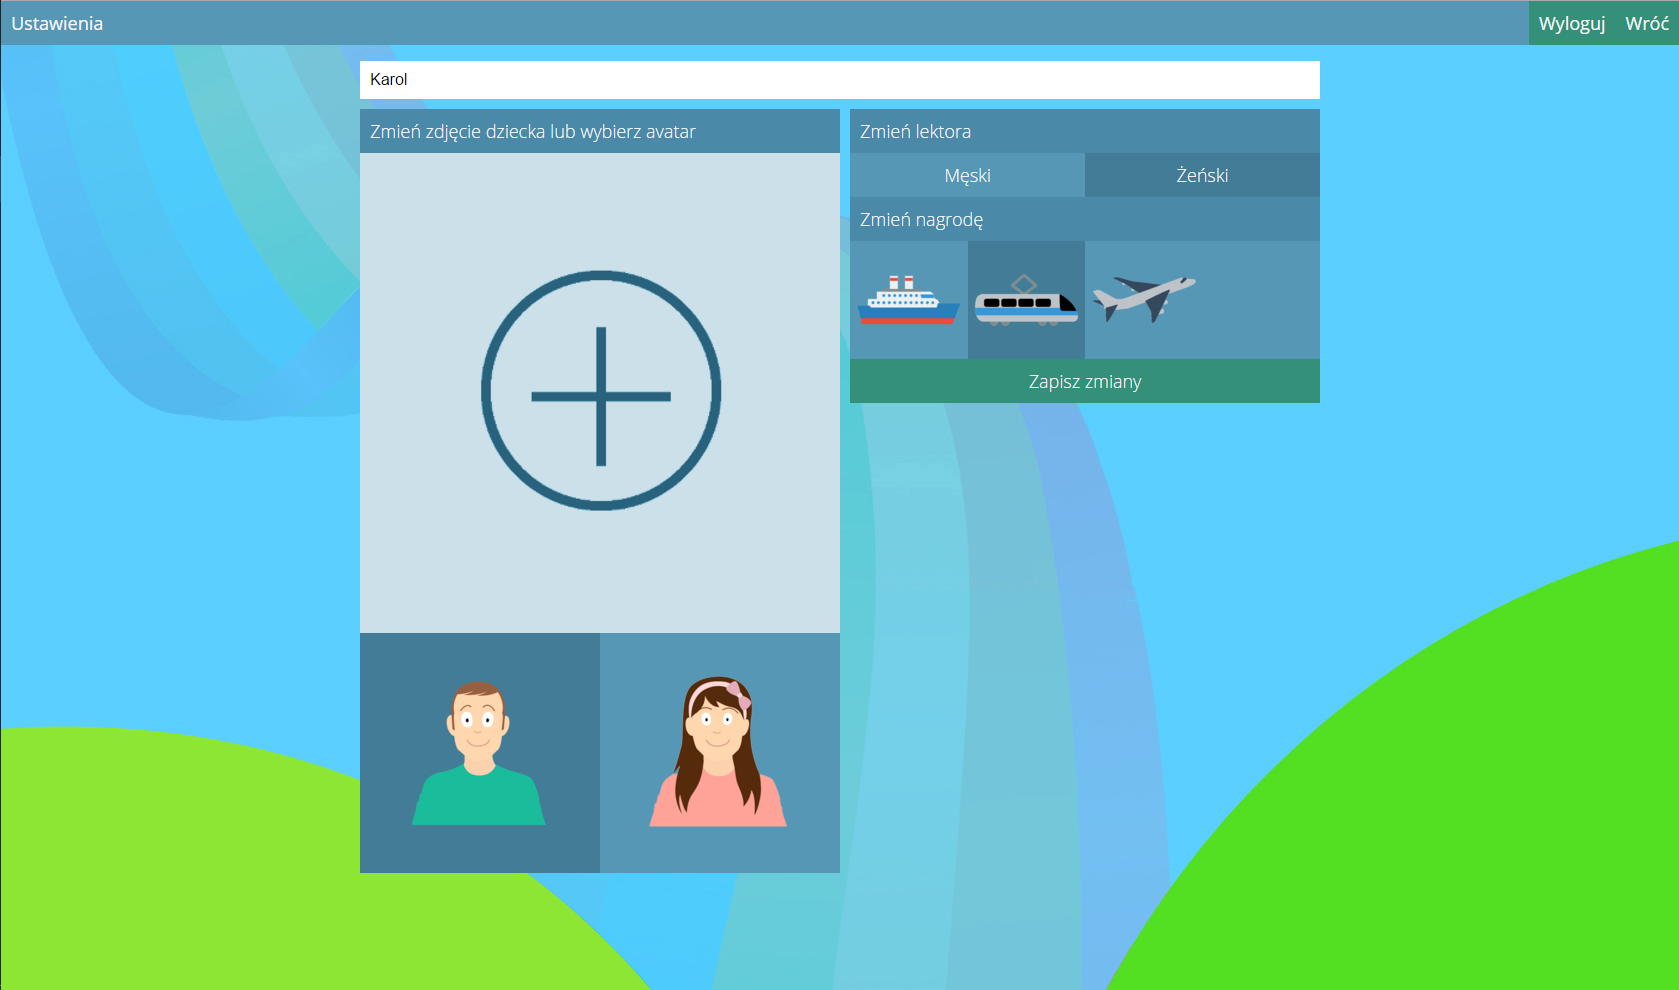 Ustawienia
Wyloguj
Wróć
Karol
Zmień zdjęcie dziecka lub wybierz avatar
Zmień lektora
Męski
Żeński
Zmień nagrodę
Zapisz zmiany